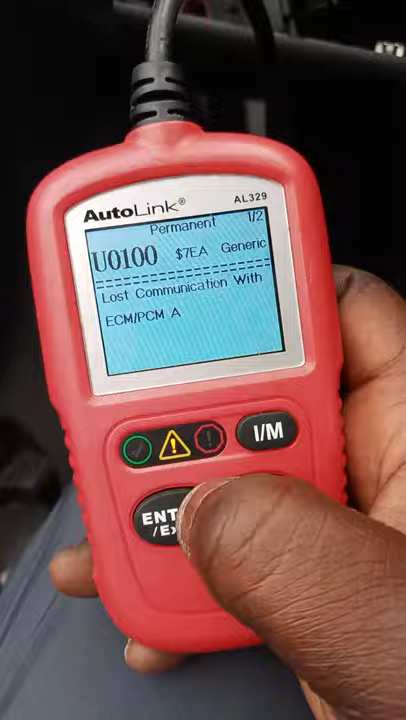 AutoLink®
AL329
Permanent 1/2
U0100 $7EA Generic
Lost Communication With
ECM/PCM A
I/M